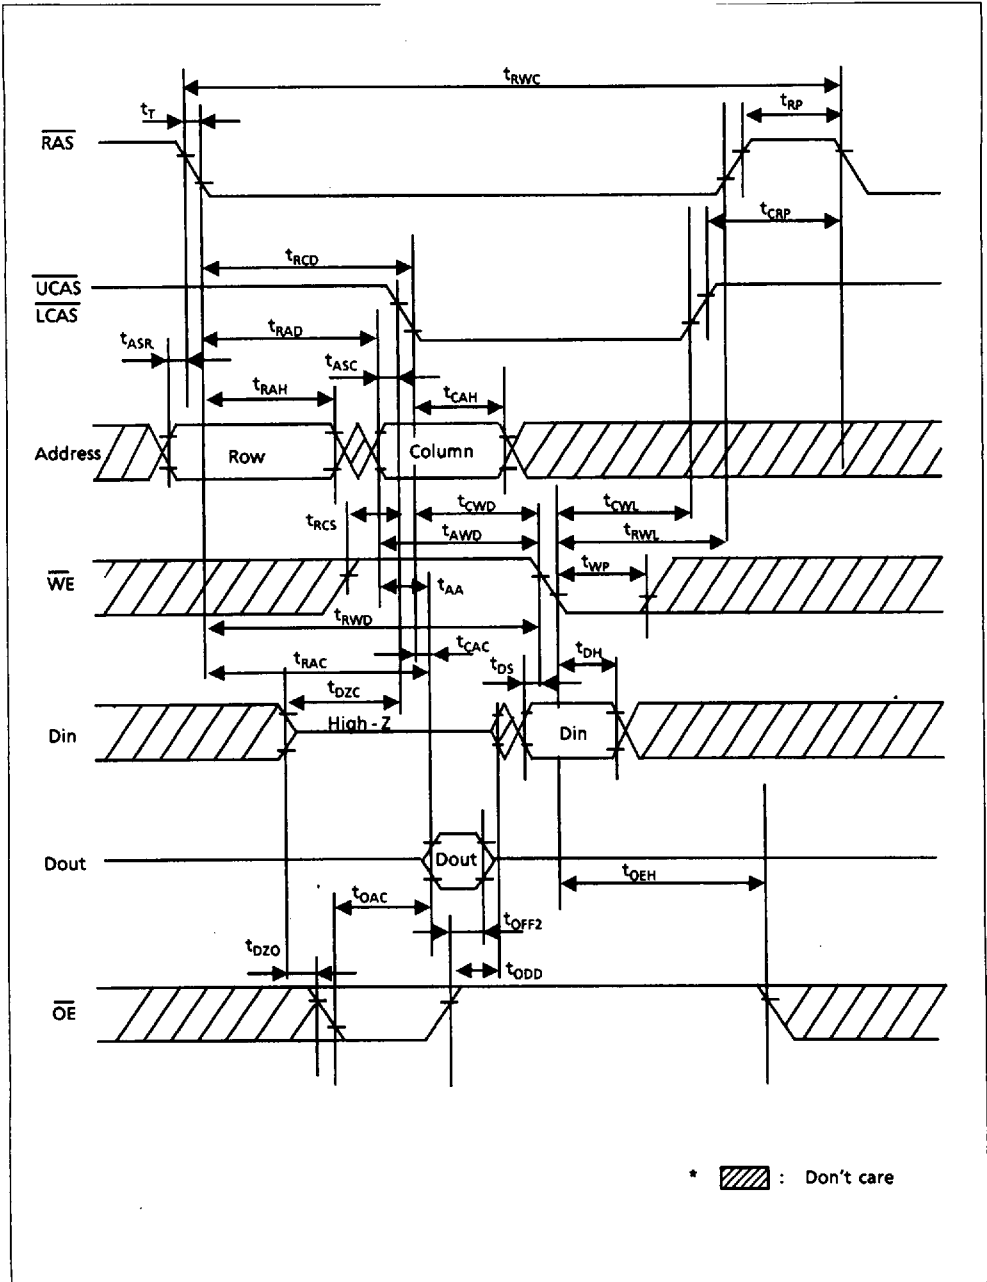 tRWC
tT
tRP
RAS
tCRP
tRCD
UCAS
LCAS
tRAD
tASR
tASC
tRAH
tCAH
Address
Row
Column
tRCS
tCWD
tCWL
tAWD
tRWL
WE
tAA
tWP
tRWD
tCAC
tRAC
tDS
tDH
tDZC
High - Z
Din
Din
Dout
Dout
tOEH
tOAC
tOFF2
tDZO
tODD
OE
* : Don't care